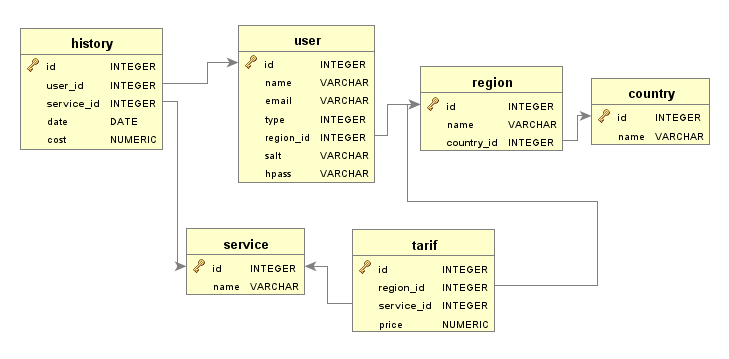 history
id INTEGER
user_id INTEGER
service_id INTEGER
date DATE
cost NUMERIC
user
id INTEGER
name VARCHAR
email VARCHAR
type INTEGER
region_id INTEGER
salt VARCHAR
hpass VARCHAR
region
id INTEGER
name VARCHAR
country_id INTEGER
country
id INTEGER
name VARCHAR
service
id INTEGER
name VARCHAR
tarif
id INTEGER
region_id INTEGER
service_id INTEGER
price NUMERIC